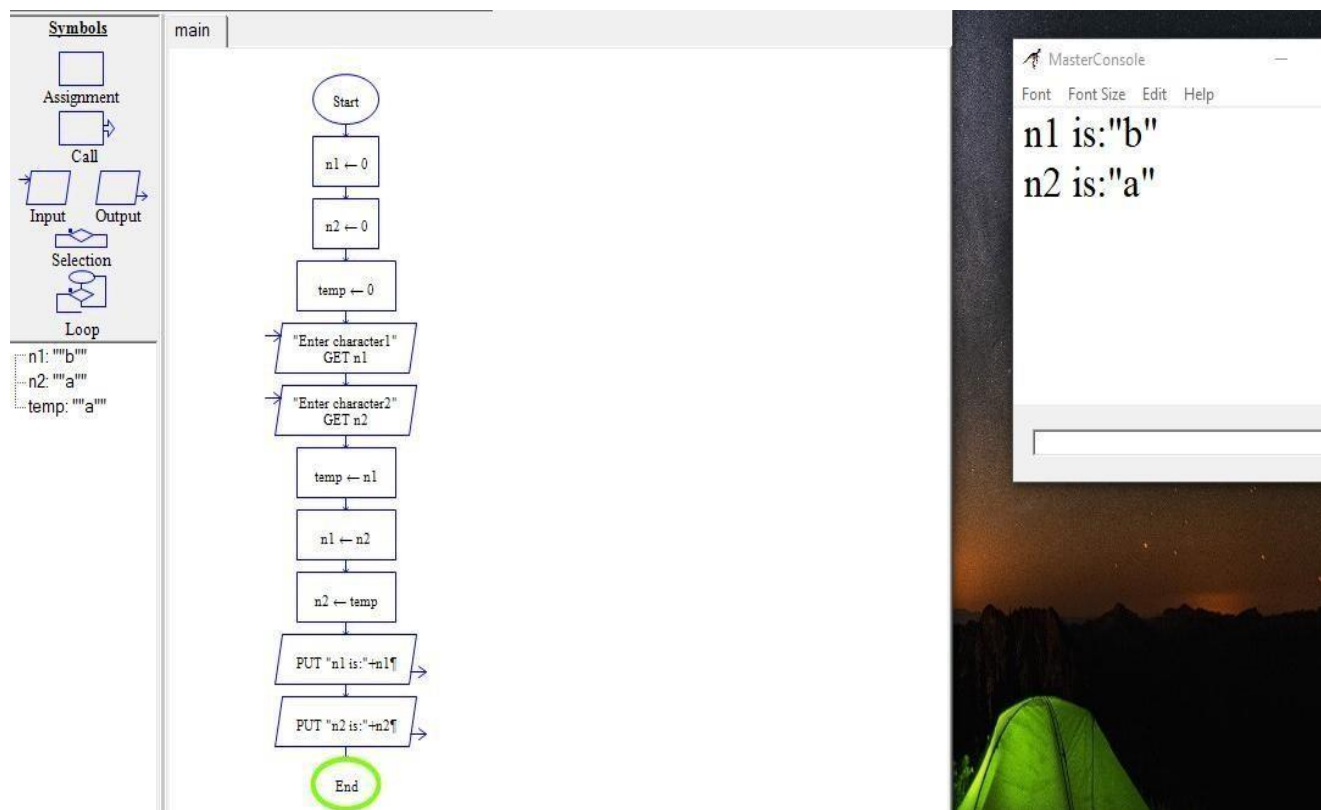 Symbols
Assignment
Call
Input Output
Selection
Loop
n1: ""b""
n2: ""a""
temp: ""a""
main
Start
n1 ← 0
n2 ← 0
temp ← 0
"Enter character1"
GET n1
"Enter character2"
GET n2
temp ← n1
n1 ← n2
n2 ← temp
PUT "n1 is:"+n1¶
PUT "n2 is:"+n2¶
End
MasterConsole
Font Font Size Edit Help
n1 is:"b"
n2 is:"a"